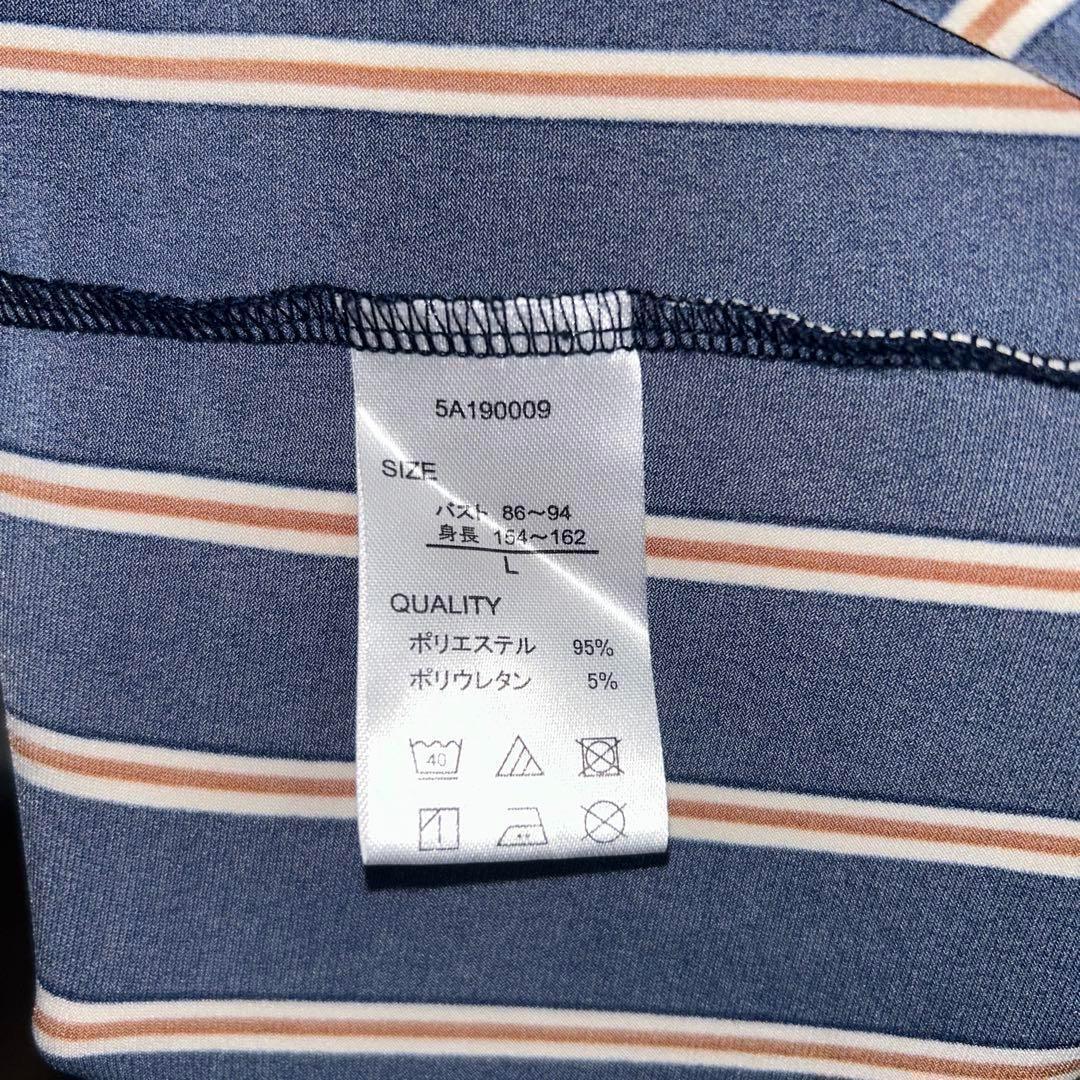 5A190009
SIZE
バスト 86～94
身長 154～162
L
QUALITY
ポリエステル 95%
ポリウレタン 5%
40